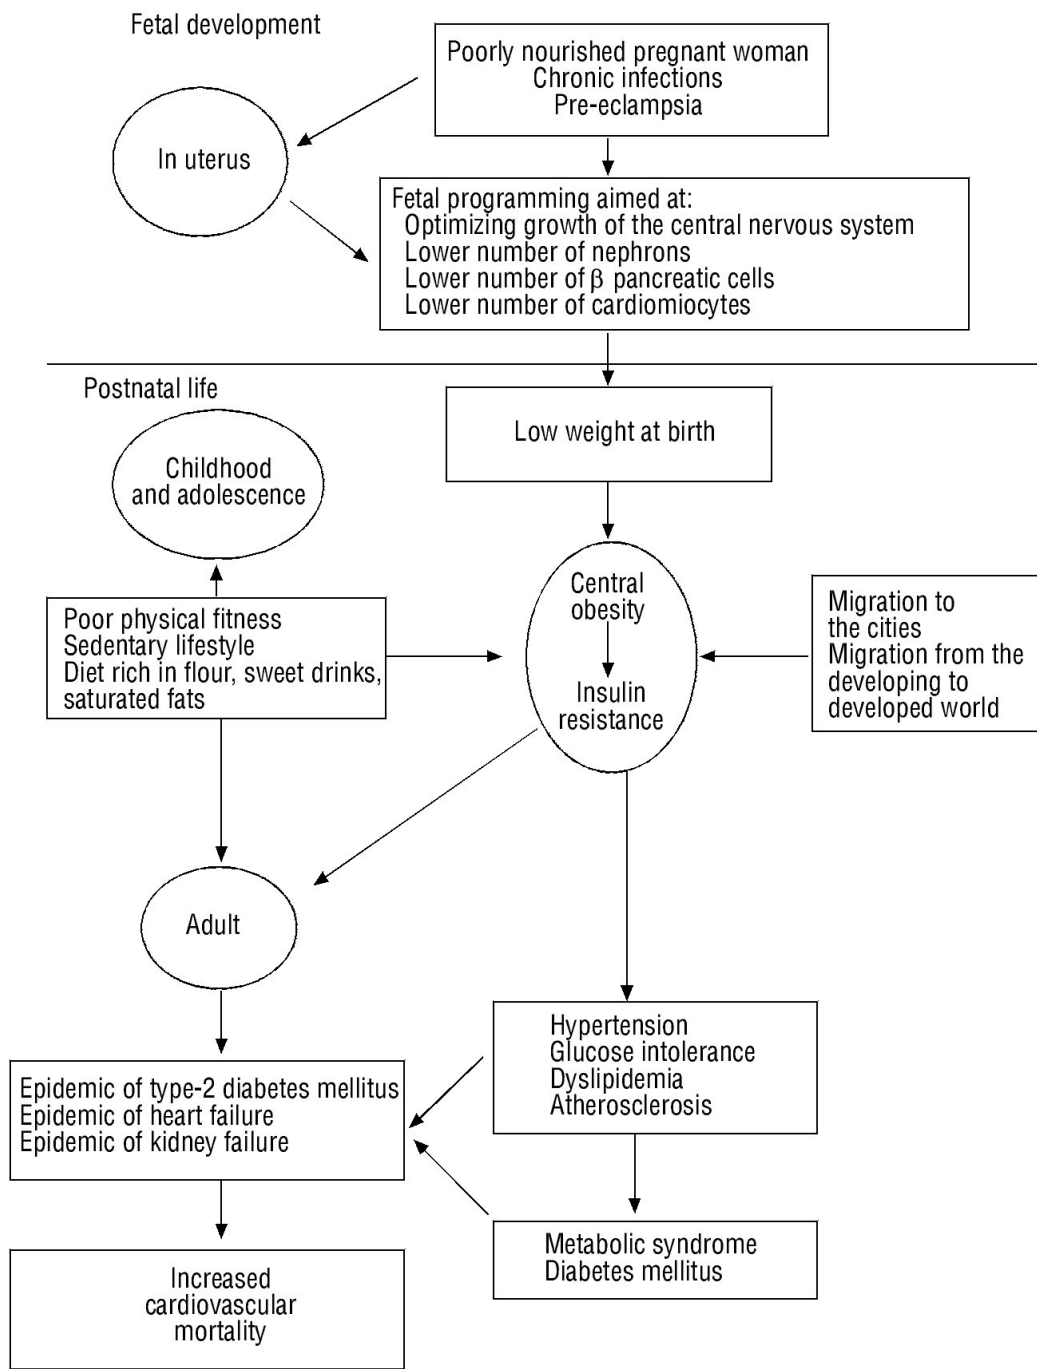 Fetal development
Poorly nourished pregnant woman
Chronic infections
Pre-eclampsia
In uterus
Fetal programming aimed at:
Optimizing growth of the central nervous system
Lower number of nephrons
Lower number of β pancreatic cells
Lower number of cardiomiocytes
Postnatal life
Low weight at birth
Childhood
and adolescence
Central
obesity
Insulin
resistance
Poor physical fitness
Sedentary lifestyle
Diet rich in flour, sweet drinks,
saturated fats
Migration to
the cities
Migration from the
developing to
developed world
Adult
Hypertension
Glucose intolerance
Dyslipidemia
Atherosclerosis
Epidemic of type-2 diabetes mellitus
Epidemic of heart failure
Epidemic of kidney failure
Metabolic syndrome
Diabetes mellitus
Increased
cardiovascular
mortality